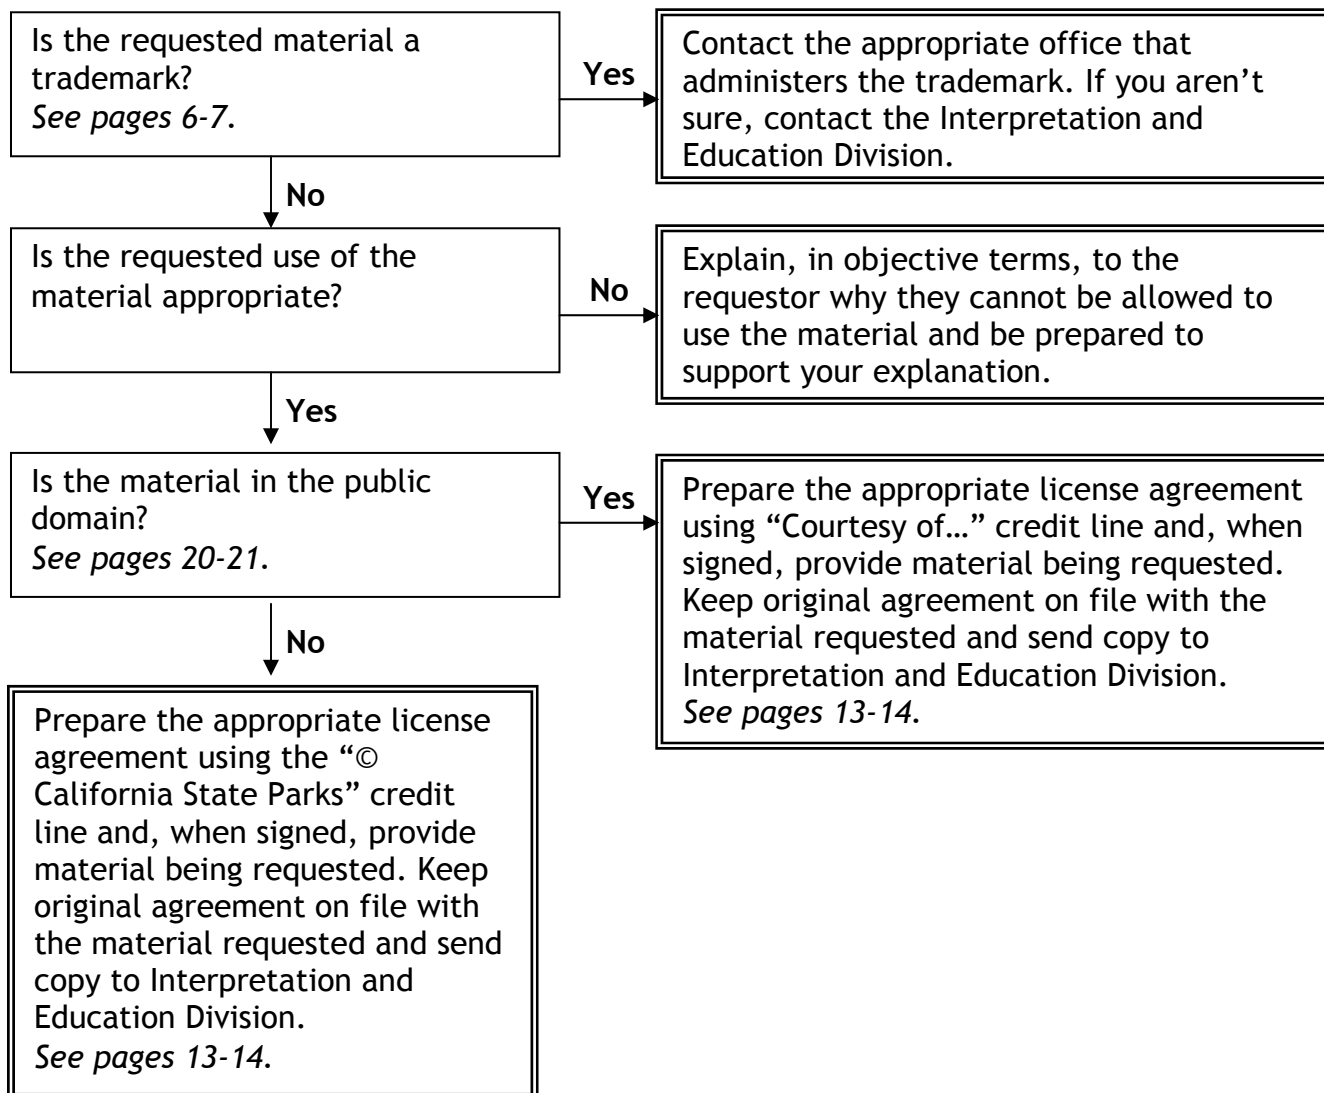 Is the requested material a
trademark?
See pages 6-7.
Yes
Contact the appropriate office that
administers the trademark. If you aren’t
sure, contact the Interpretation and
Education Division.
No
Is the requested use of the
material appropriate?
No
Explain, in objective terms, to the
requestor why they cannot be allowed to
use the material and be prepared to
support your explanation.
Yes
Is the material in the public
domain?
See pages 20-21.
Yes
Prepare the appropriate license agreement
using “Courtesy of…” credit line and, when
signed, provide material being requested.
Keep original agreement on file with the
material requested and send copy to
Interpretation and Education Division.
See pages 13-14.
No
Prepare the appropriate license
agreement using the “©
California State Parks” credit
line and, when signed, provide
material being requested. Keep
original agreement on file with
the material requested and send
copy to Interpretation and
Education Division.
See pages 13-14.